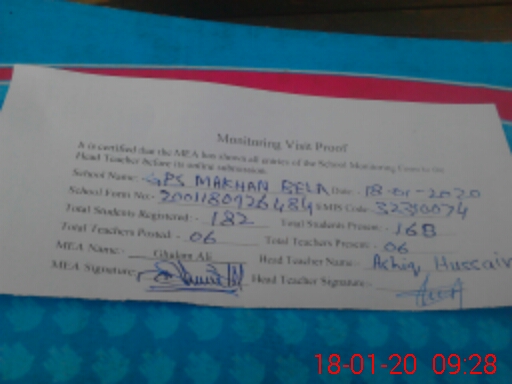 Monitoring Visit Proof
It is certified that the MEA has shown all entries of the School Monitoring Form to the
Head Teacher before its online submission.
School Name: GPS MAKHAN BELA Date: 18-01-2020
School Form No: 2001180926484 EMIS Code: 32330074
Total Students Registered: 182 Total Students Present: 168
Total Teachers Posted: 06 Total Teachers Present: 06
MEA Name: Ghulam Ali Head Teacher Name: Ashiq Hussain
MEA Signature: Head Teacher Signature:
18-01-20 09:28